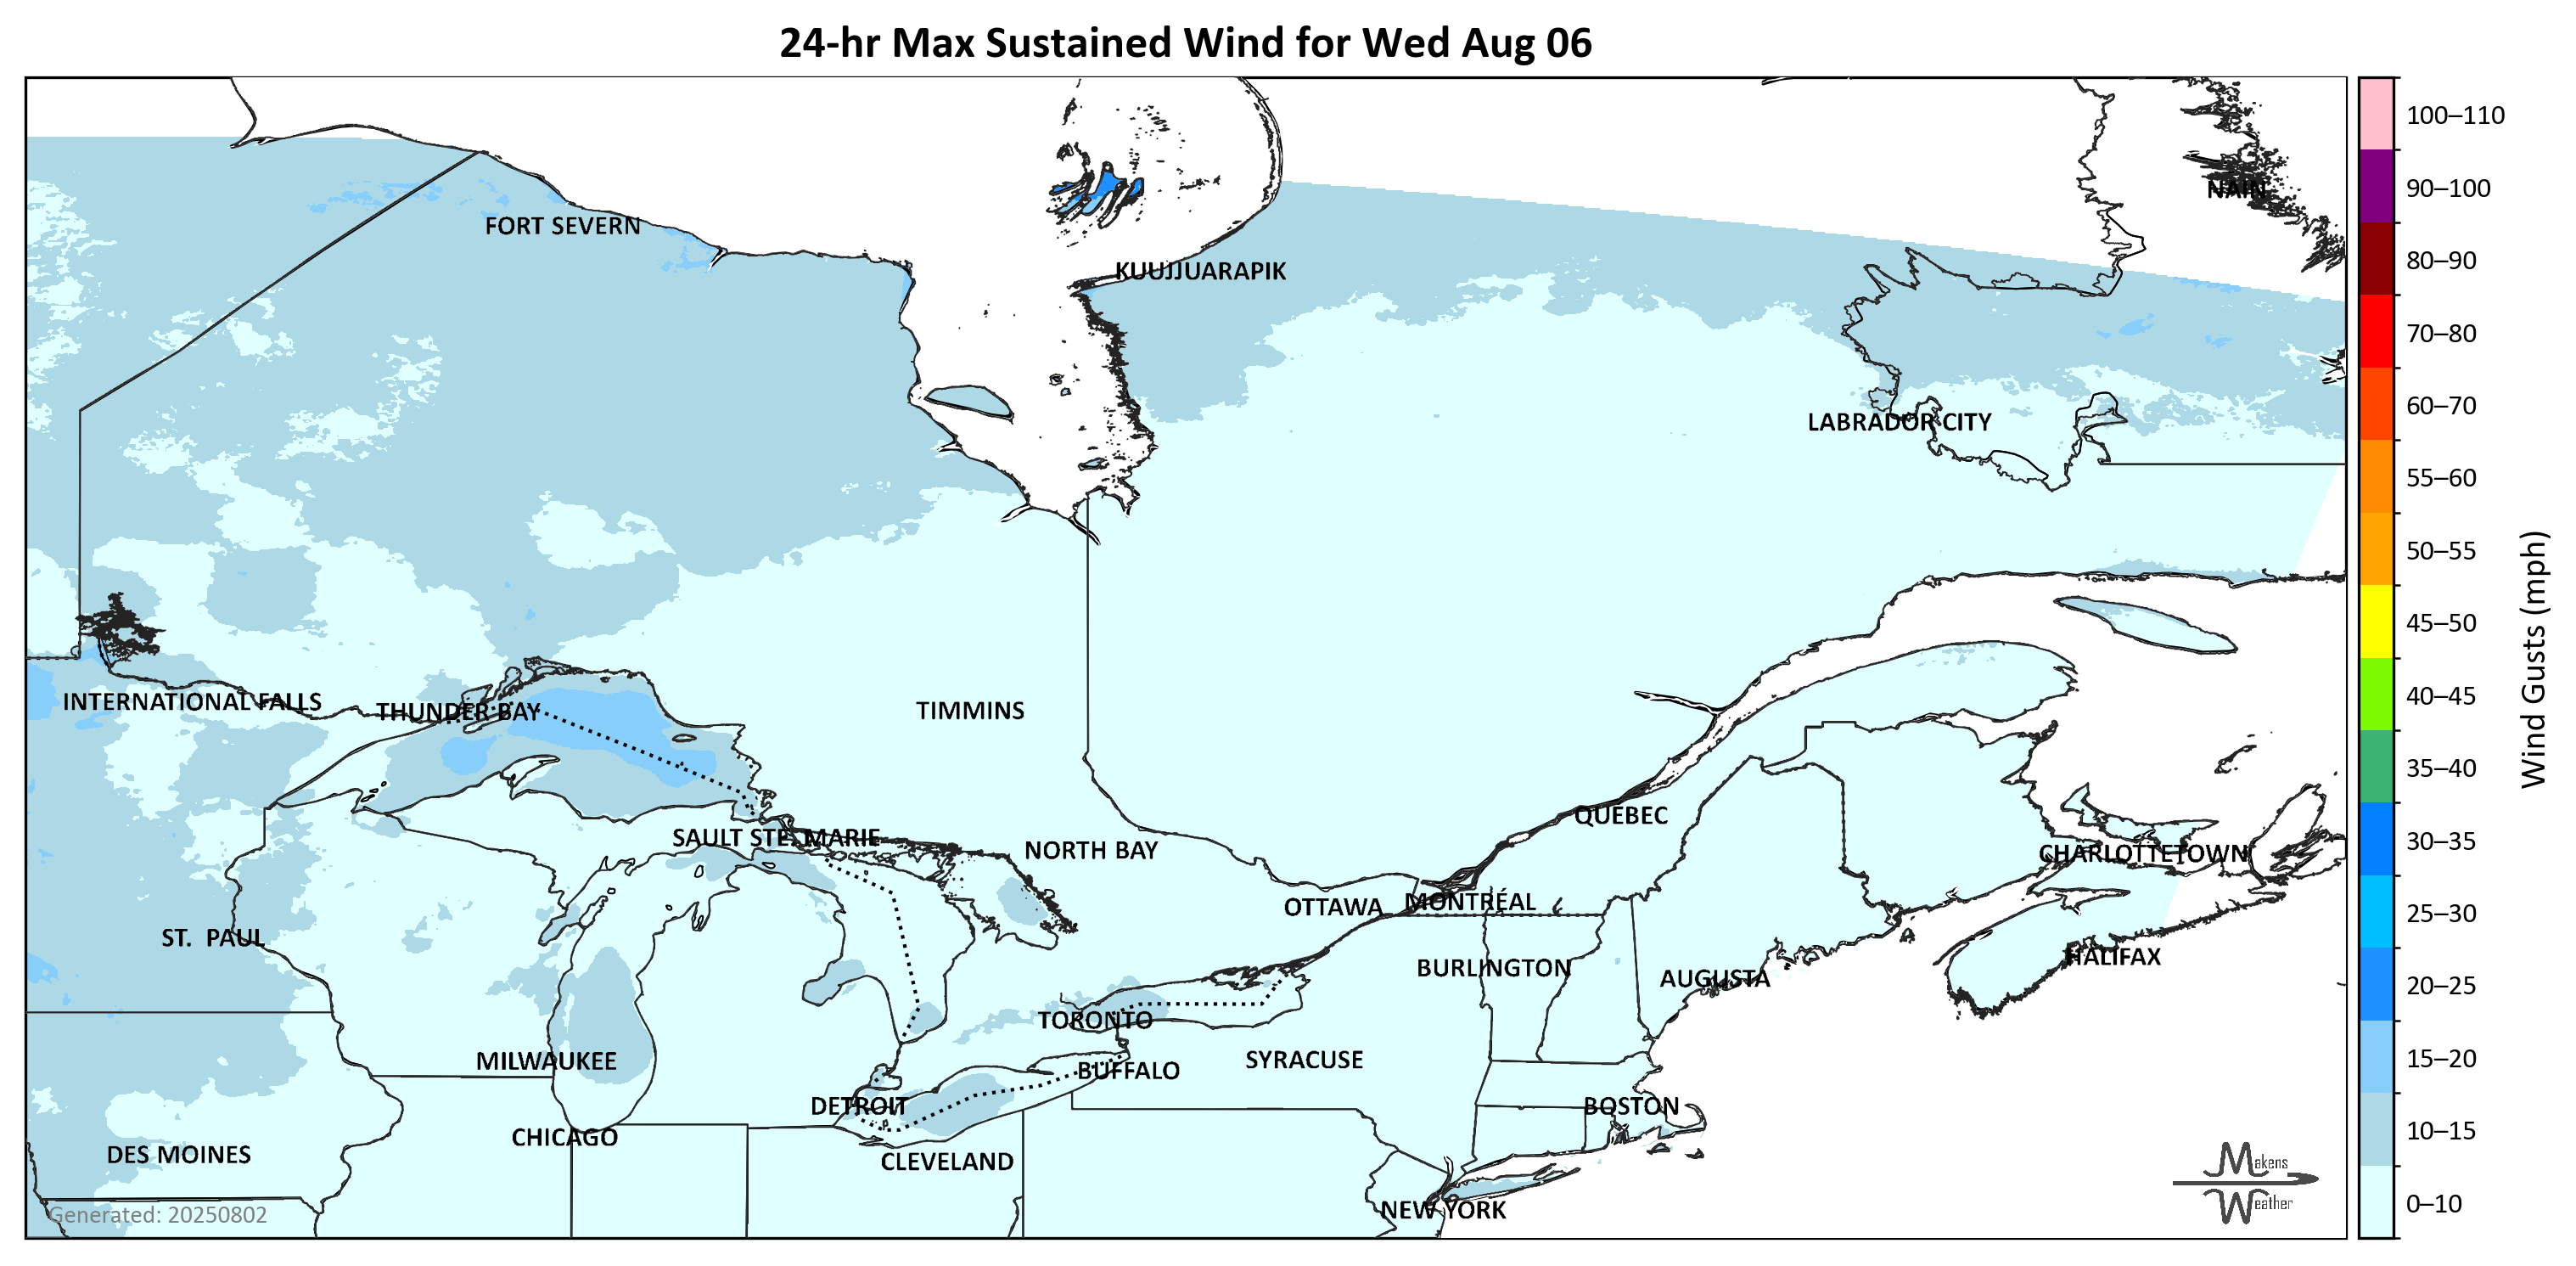 24-hr Max Sustained Wind for Wed Aug 06
100–110
90–100
NAIN
FORT SEVERN
80–90
KUUJJUARAPIK
70–80
60–70
LABRADOR CITY
55–60
50–55
45–50
Wind Gusts (mph)
40–45
INTERNATIONAL FALLS
THUNDER BAY
TIMMINS
35–40
QUEBEC
30–35
SAULT STE. MARIE
NORTH BAY
CHARLOTTETOWN
OTTAWA
MONTRÉAL
25–30
ST. PAUL
BURLINGTON
AUGUSTA
HALIFAX
20–25
TORONTO
MILWAUKEE
SYRACUSE
15–20
BUFFALO
DETROIT
BOSTON
CHICAGO
10–15
DES MOINES
CLEVELAND
Makens
Weather
NEW YORK
0–10
Generated: 20250802